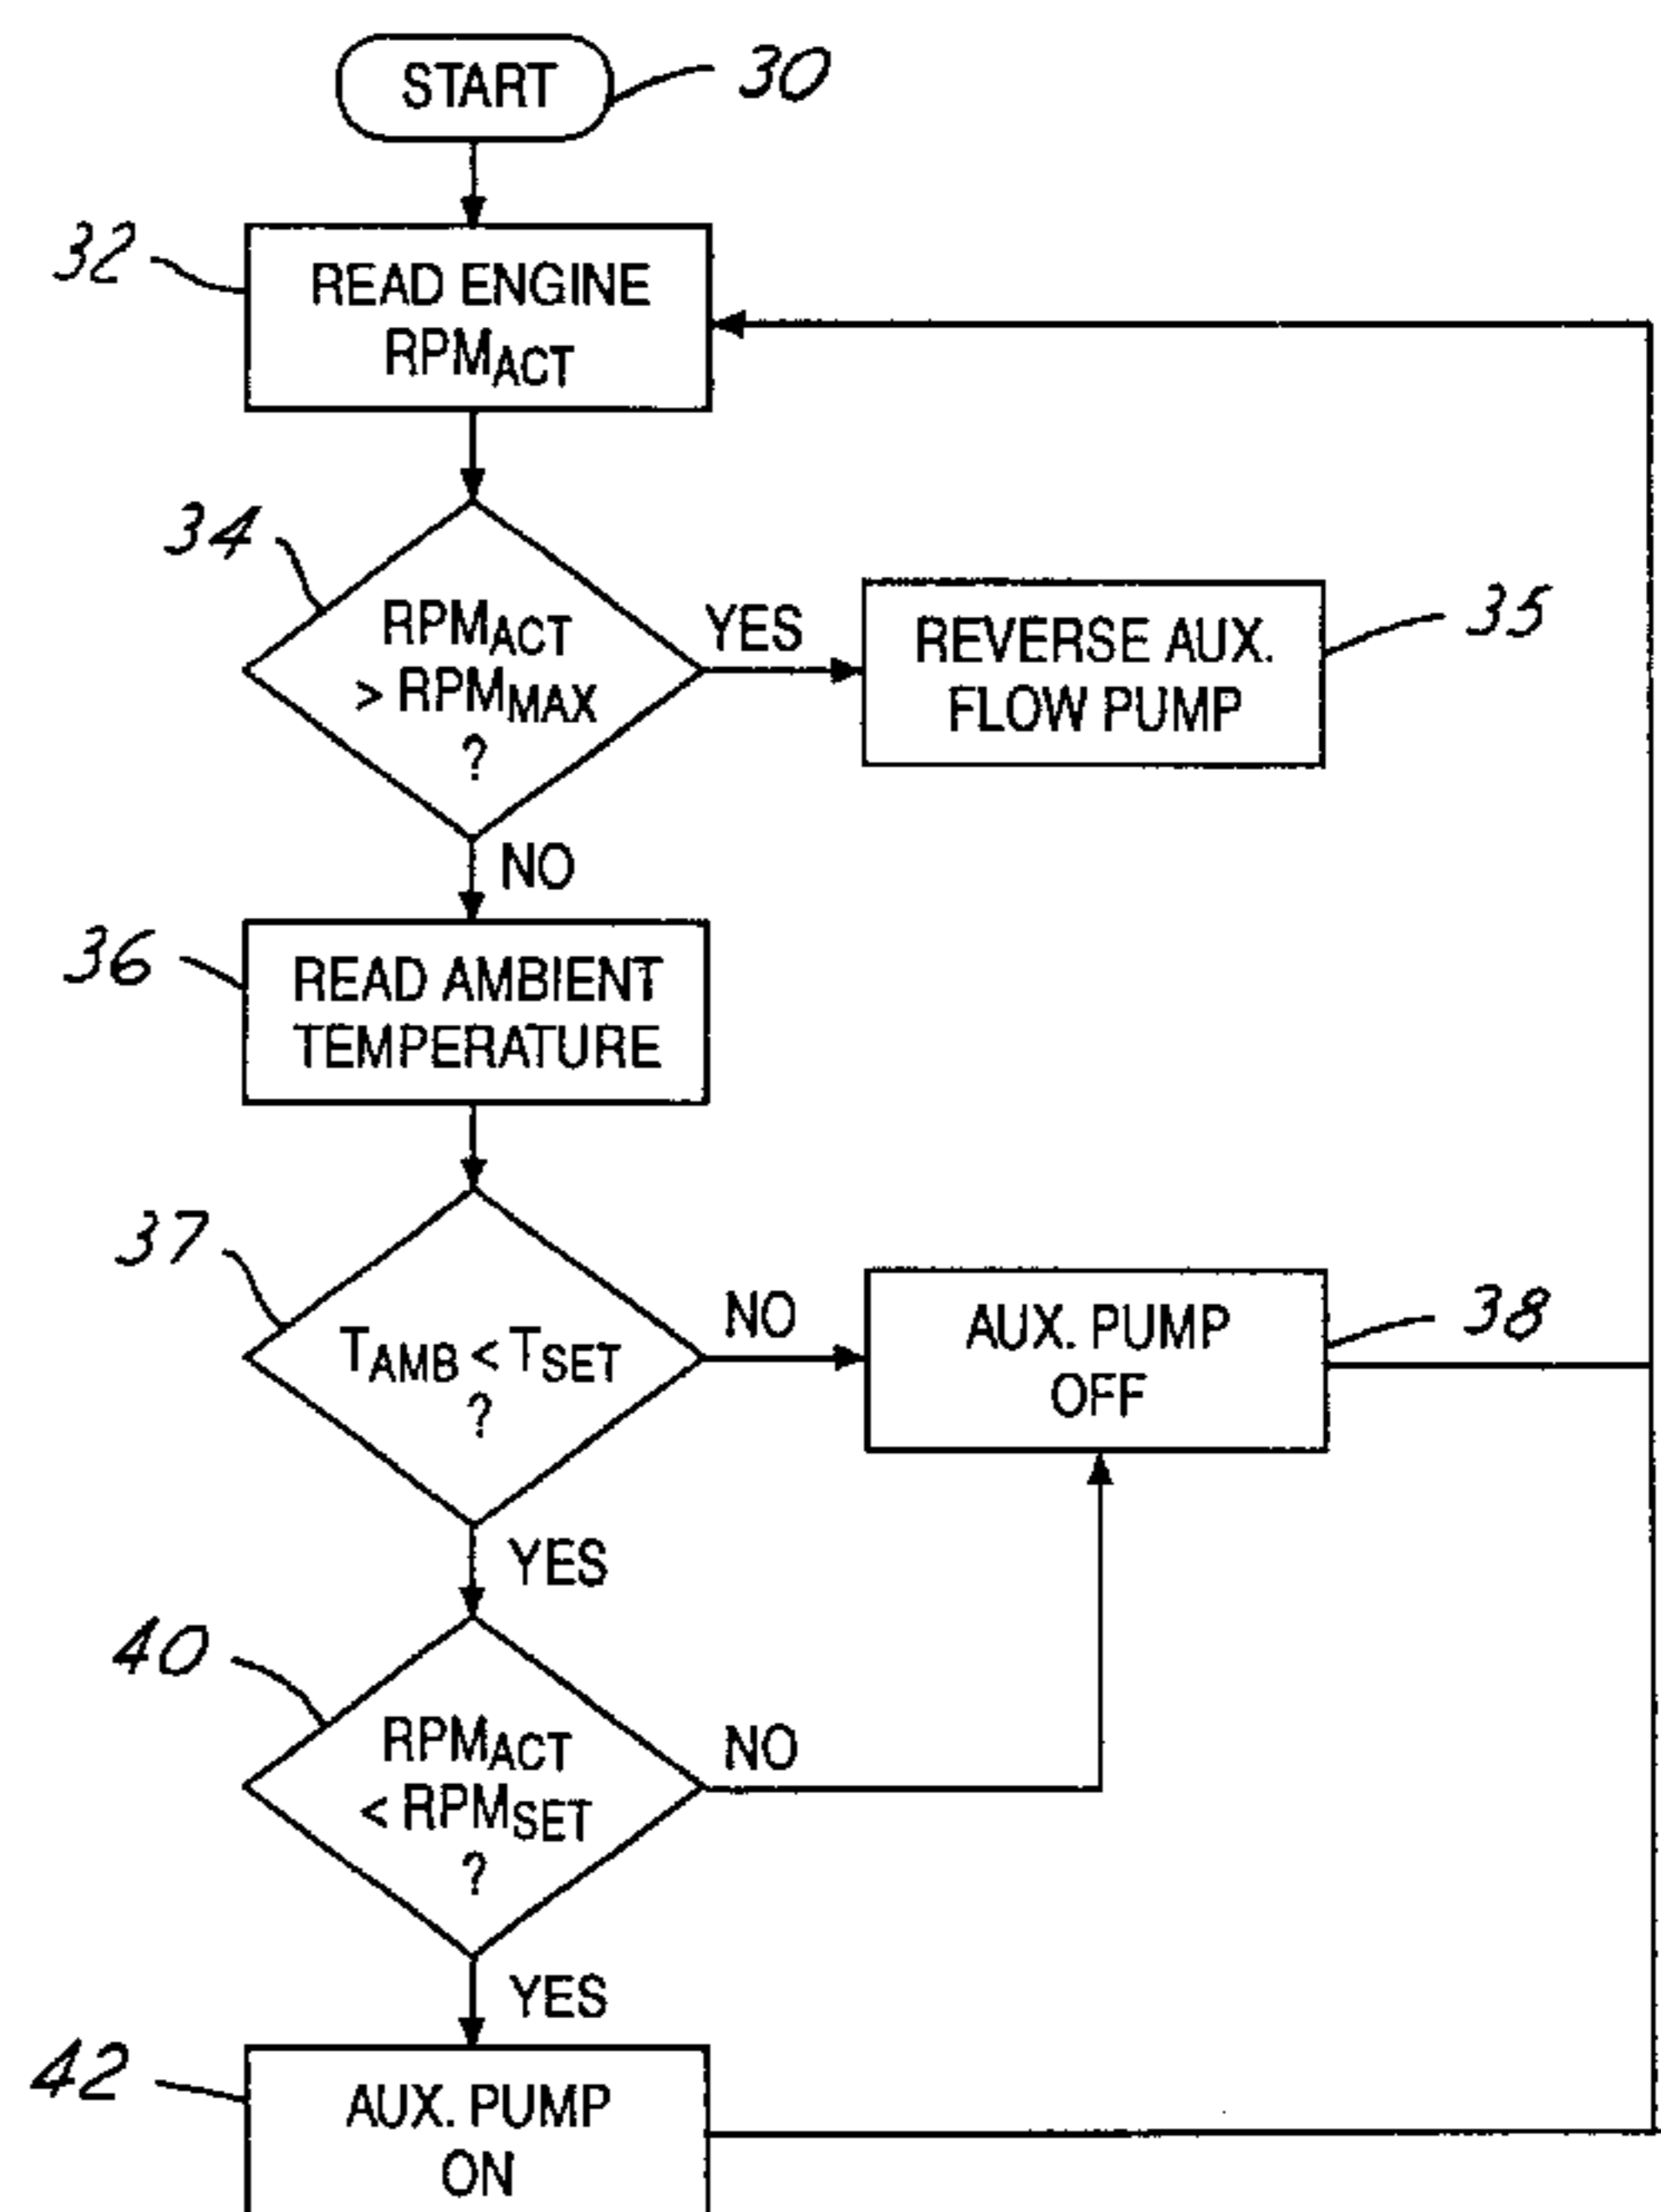 START
30
32
READ ENGINE
RPMACT
34
RPMACT
> RPMMAX
?
YES
REVERSE AUX.
FLOW PUMP
35
NO
36
READ AMBIENT
TEMPERATURE
37
TAMB < TSET
?
NO
AUX. PUMP
OFF
38
YES
40
RPMACT
< RPMSET
?
NO
YES
42
AUX. PUMP
ON